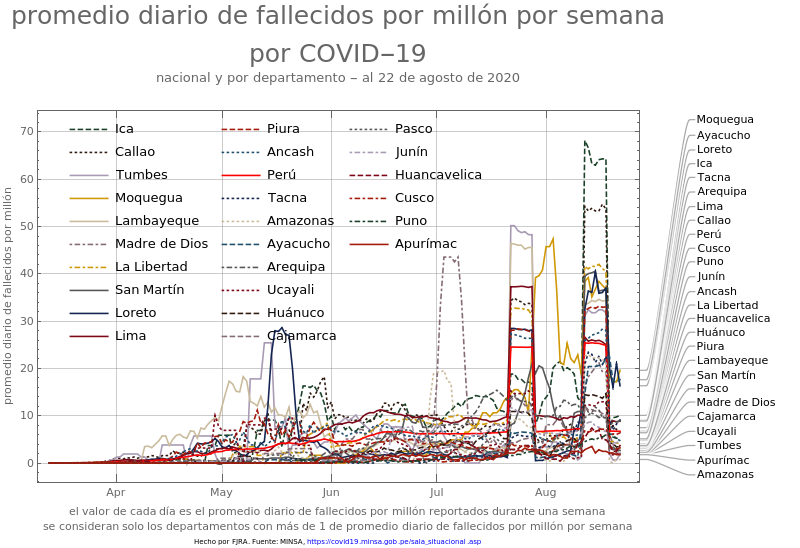 promedio diario de fallecidos por millón por semana
por COVID−19
nacional y por departamento − al 22 de agosto de 2020
promedio diario de fallecidos por millón
70
60
50
40
30
20
10
0
Ica
Callao
Tumbes
Moquegua
Lambayeque
Madre de Dios
La Libertad
San Martín
Loreto
Lima
Piura
Ancash
Perú
Tacna
Amazonas
Ayacucho
Arequipa
Ucayali
Huánuco
Cajamarca
Pasco
Junín
Huancavelica
Cusco
Puno
Apurímac
Moquegua
Ayacucho
Loreto
Ica
Tacna
Arequipa
Lima
Callao
Perú
Cusco
Puno
Junín
Ancash
La Libertad
Huancavelica
Huánuco
Piura
Lambayeque
San Martín
Pasco
Madre de Dios
Cajamarca
Ucayali
Tumbes
Apurímac
Amazonas
Apr May Jun Jul Aug
el valor de cada día es el promedio diario de fallecidos por millón reportados durante una semana
se consideran solo los departamentos con más de 1 de promedio diario de fallecidos por millón por semana
Hecho por FJRA. Fuente: MINSA, https://covid19.minsa.gob.pe/sala_situacional.asp